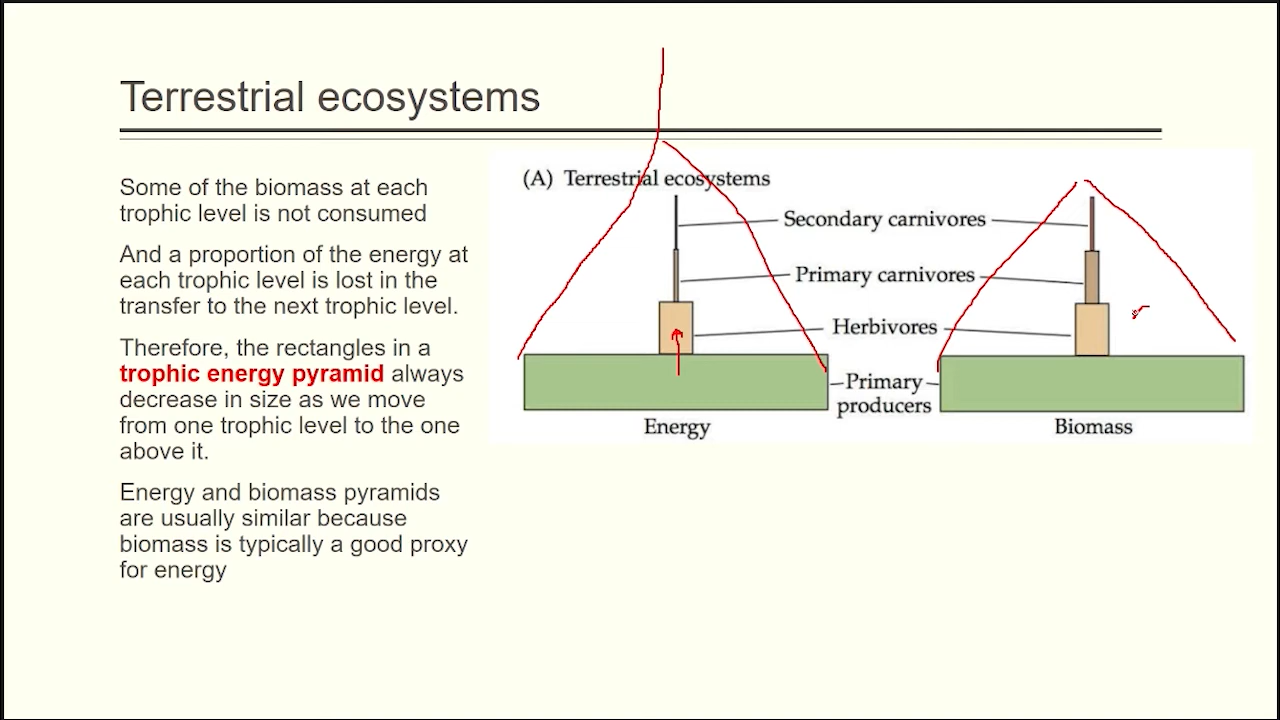 Terrestrial ecosystems
Some of the biomass at each
trophic level is not consumed
And a proportion of the energy at
each trophic level is lost in the
transfer to the next trophic level.
Therefore, the rectangles in a
trophic energy pyramid always
decrease in size as we move
from one trophic level to the one
above it.
Energy and biomass pyramids
are usually similar because
biomass is typically a good proxy
for energy
(A) Terrestrial ecosystems
Secondary carnivores
Primary carnivores
Herbivores
Primary
producers
Energy
Biomass